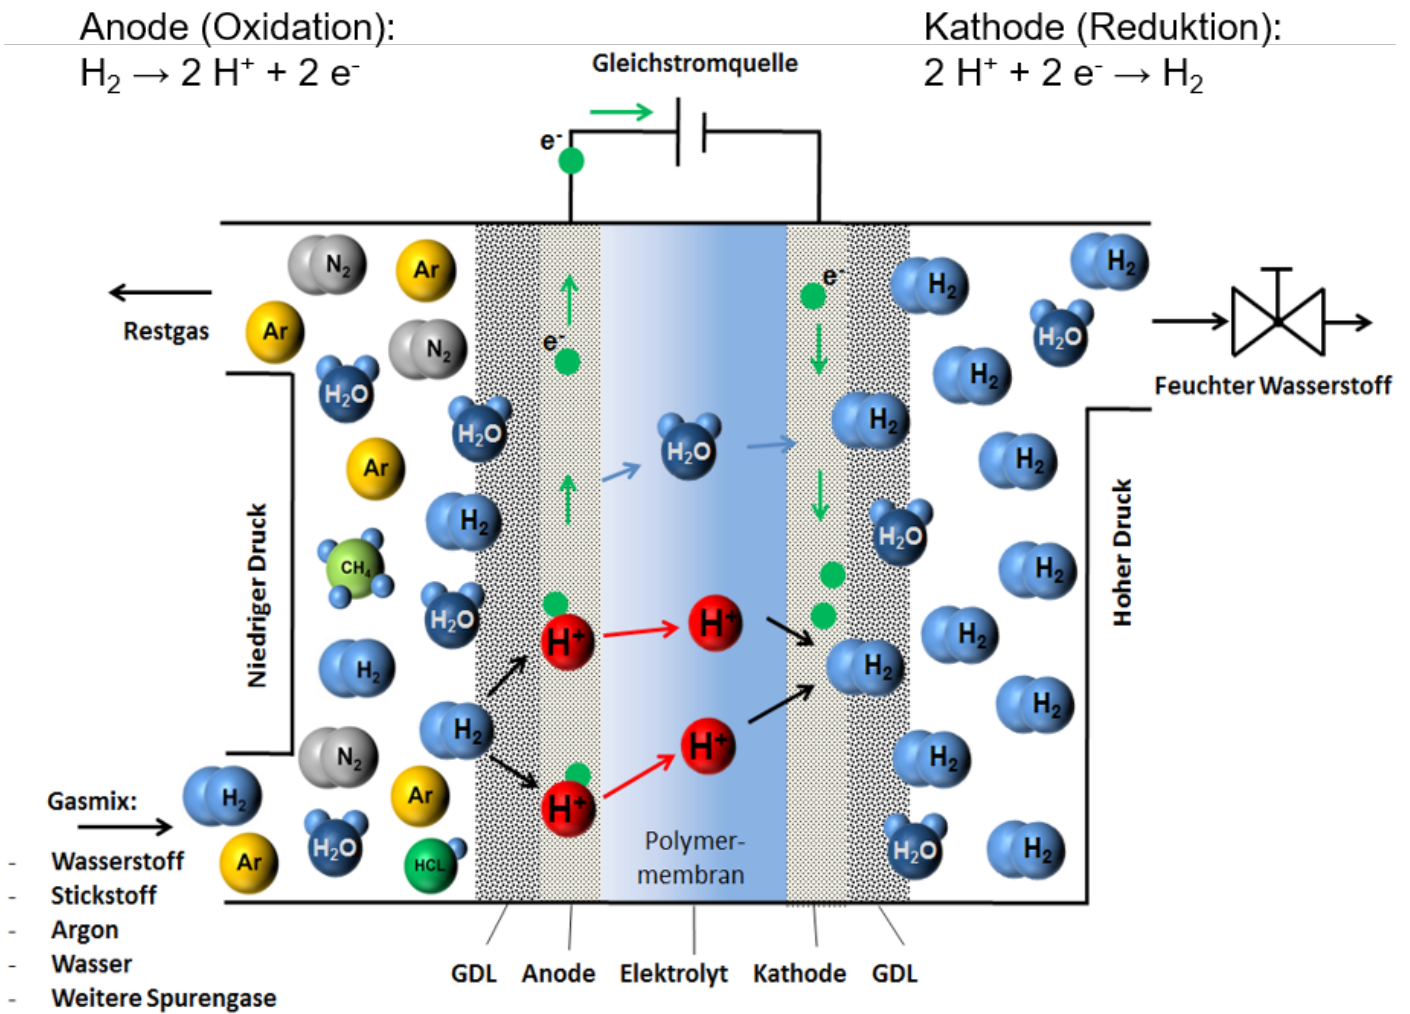 Anode (Oxidation):
H₂ → 2 H⁺ + 2 e⁻
Kathode (Reduktion):
2 H⁺ + 2 e⁻ → H₂
Gleichstromquelle
e⁻
N₂
Ar
Ar
N₂
H₂O
H₂O
Ar
H₂
CH₄
H₂O
H₂
H₂
N₂
H₂
Ar
Ar
H₂O
HCL
Restgas
Niedriger Druck
Gasmix:
- Wasserstoff
- Stickstoff
- Argon
- Wasser
- Weitere Spurengase
e⁻
H⁺
H⁺
H₂O
H⁺
H⁺
Polymer-
membran
e⁻
H₂
H₂
H₂
H₂O
H₂
H₂
H₂
H₂O
H₂
H₂
H₂
H₂
H₂
H₂O
H₂
Hoher Druck
Feuchter Wasserstoff
GDL Anode Elektrolyt Kathode GDL